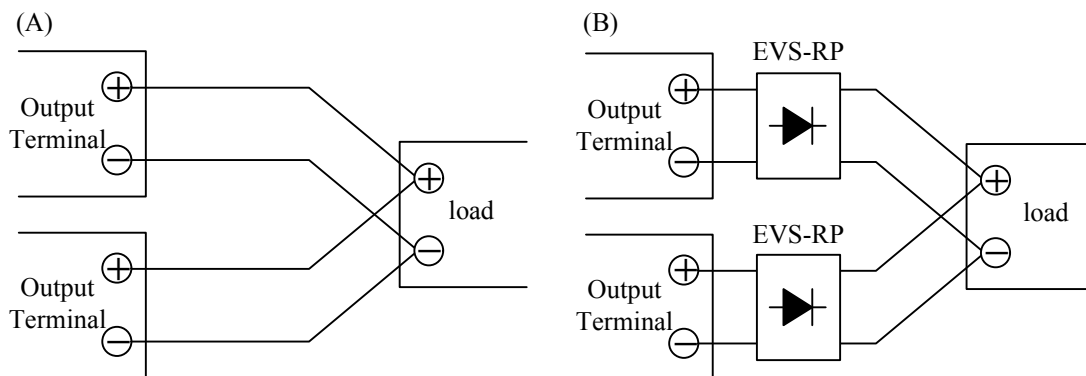 (A)
Output
Terminal
load
Output
Terminal
(B)
EVS-RP
Output
Terminal
load
EVS-RP
Output
Terminal